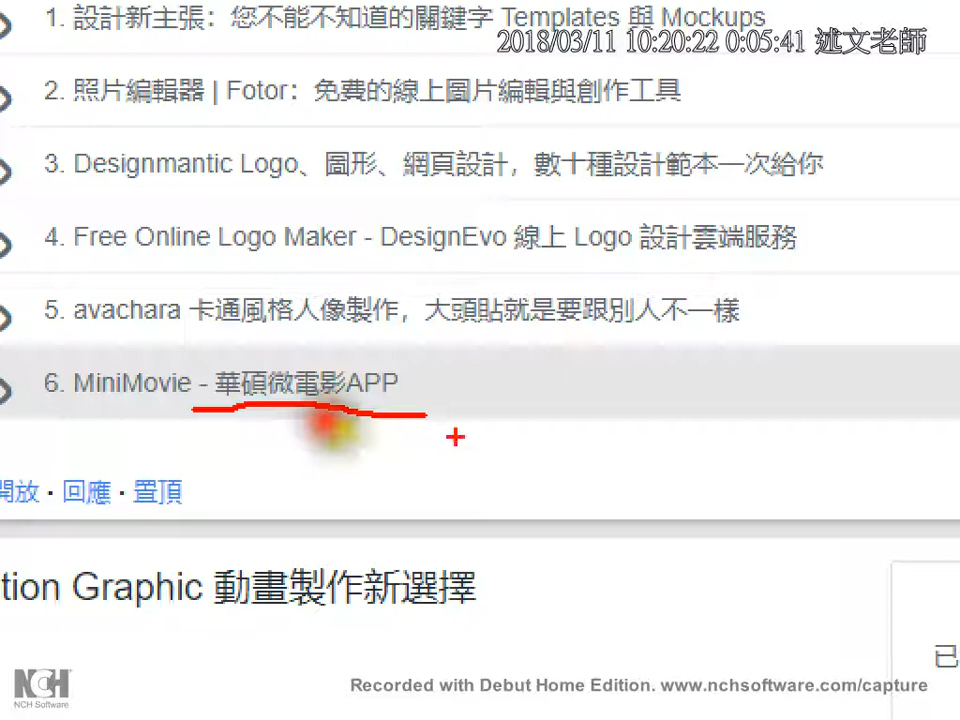 1. 設計新主張：您不能不知道的關鍵字 Templates 與 Mockups
2018/03/11 10:20:22 0:05:41 述文老師
2. 照片編輯器 | Fotor：免費的線上圖片編輯與創作工具
3. Designmantic Logo、圖形、網頁設計，數十種設計範本一次給你
4. Free Online Logo Maker - DesignEvo 線上 Logo 設計雲端服務
5. avachara 卡通風格人像製作，大頭貼就是要跟別人不一樣
6. MiniMovie - 華碩微電影APP
開放 · 回應 · 置頂
tion Graphic 動畫製作新選擇
已
NCH
NCH Software
Recorded with Debut Home Edition. www.nchsoftware.com/capture